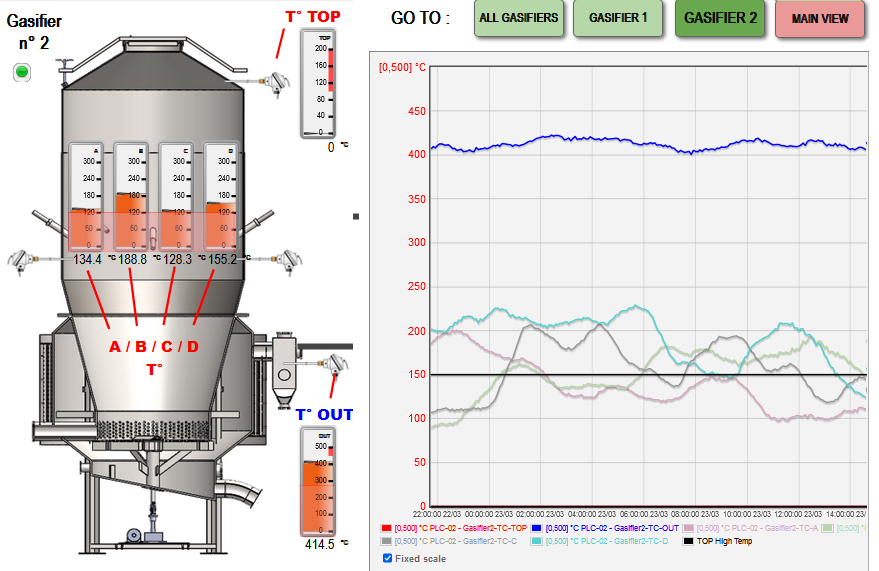 Gasifier
n° 2
T° TOP
GO TO :
ALL GASIFIERS
GASIFIER 1
GASIFIER 2
MAIN VIEW
TOP
200
160
120
80
40
0
0 °C
A
300
240
180
120
60
0
B
300
240
180
120
60
0
C
300
240
180
120
60
0
D
300
240
180
120
60
0
134.4 °C 188.8 °C 128.3 °C 155.2 °C
A / B / C / D
T°
T° OUT
OUT
500
400
300
200
100
0
414.5 °C
[0,500] °C
450
400
350
300
250
200
150
100
50
0
22:00:00 22/03 00:00:00 23/03 02:00:00 23/03 04:00:00 23/03 06:00:00 23/03 08:00:00 23/03 10:00:00 23/03 12:00:00 23/03 14:00:00 23/
[0,500] °C PLC-02 - Gasifier2-TC-TOP [0,500] °C PLC-02 - Gasifier2-TC-OUT [0,500] °C PLC-02 - Gasifier2-TC-A [0,500] °
[0,500] °C PLC-02 - Gasifier2-TC-C [0,500] °C PLC-02 - Gasifier2-TC-D TOP High Temp
Fixed scale